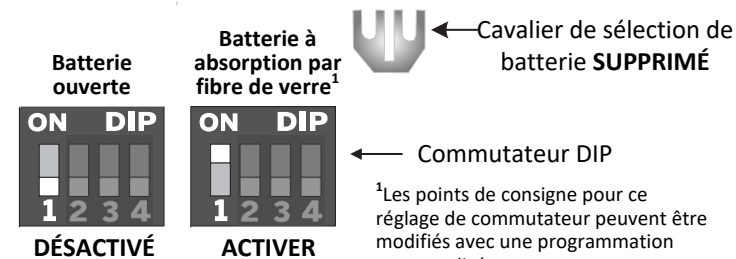 Batterie
ouverte
ON DIP
1 2 3 4
DÉSACTIVÉ
Batterie à
absorption par
fibre de verre1
ON DIP
1 2 3 4
ACTIVER
Cavalier de sélection de
batterie SUPPRIMÉ
Commutateur DIP
1Les points de consigne pour ce
réglage de commutateur peuvent être
modifiés avec une programmation